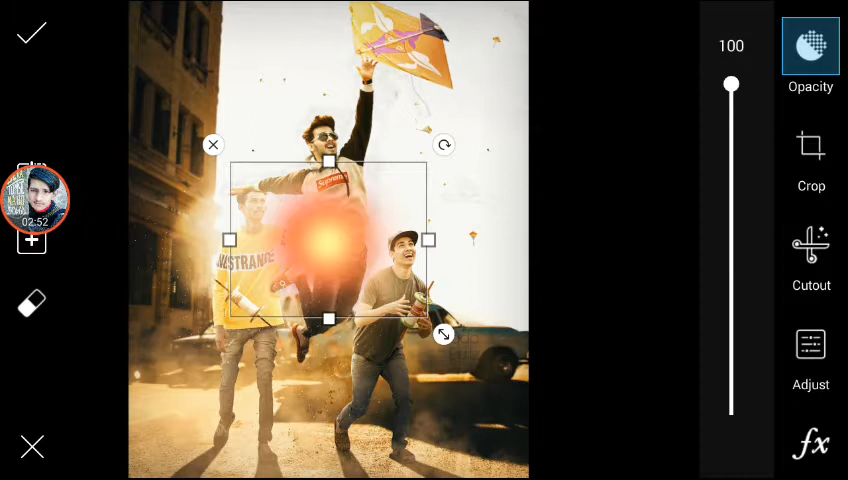 100
Opacity
Crop
Cutout
Adjust
fx
02:52
Supreme
STRANGE